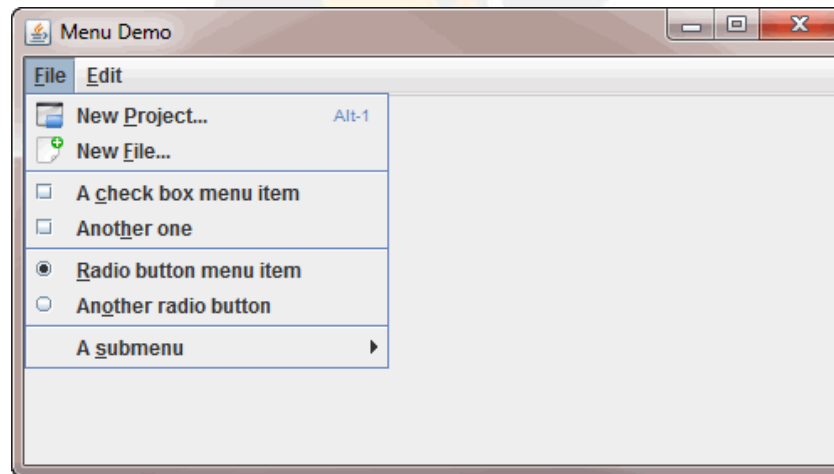 Menu Demo
File Edit
New Project... Alt-1
New File...
A check box menu item
Another one
Radio button menu item
Another radio button
A submenu